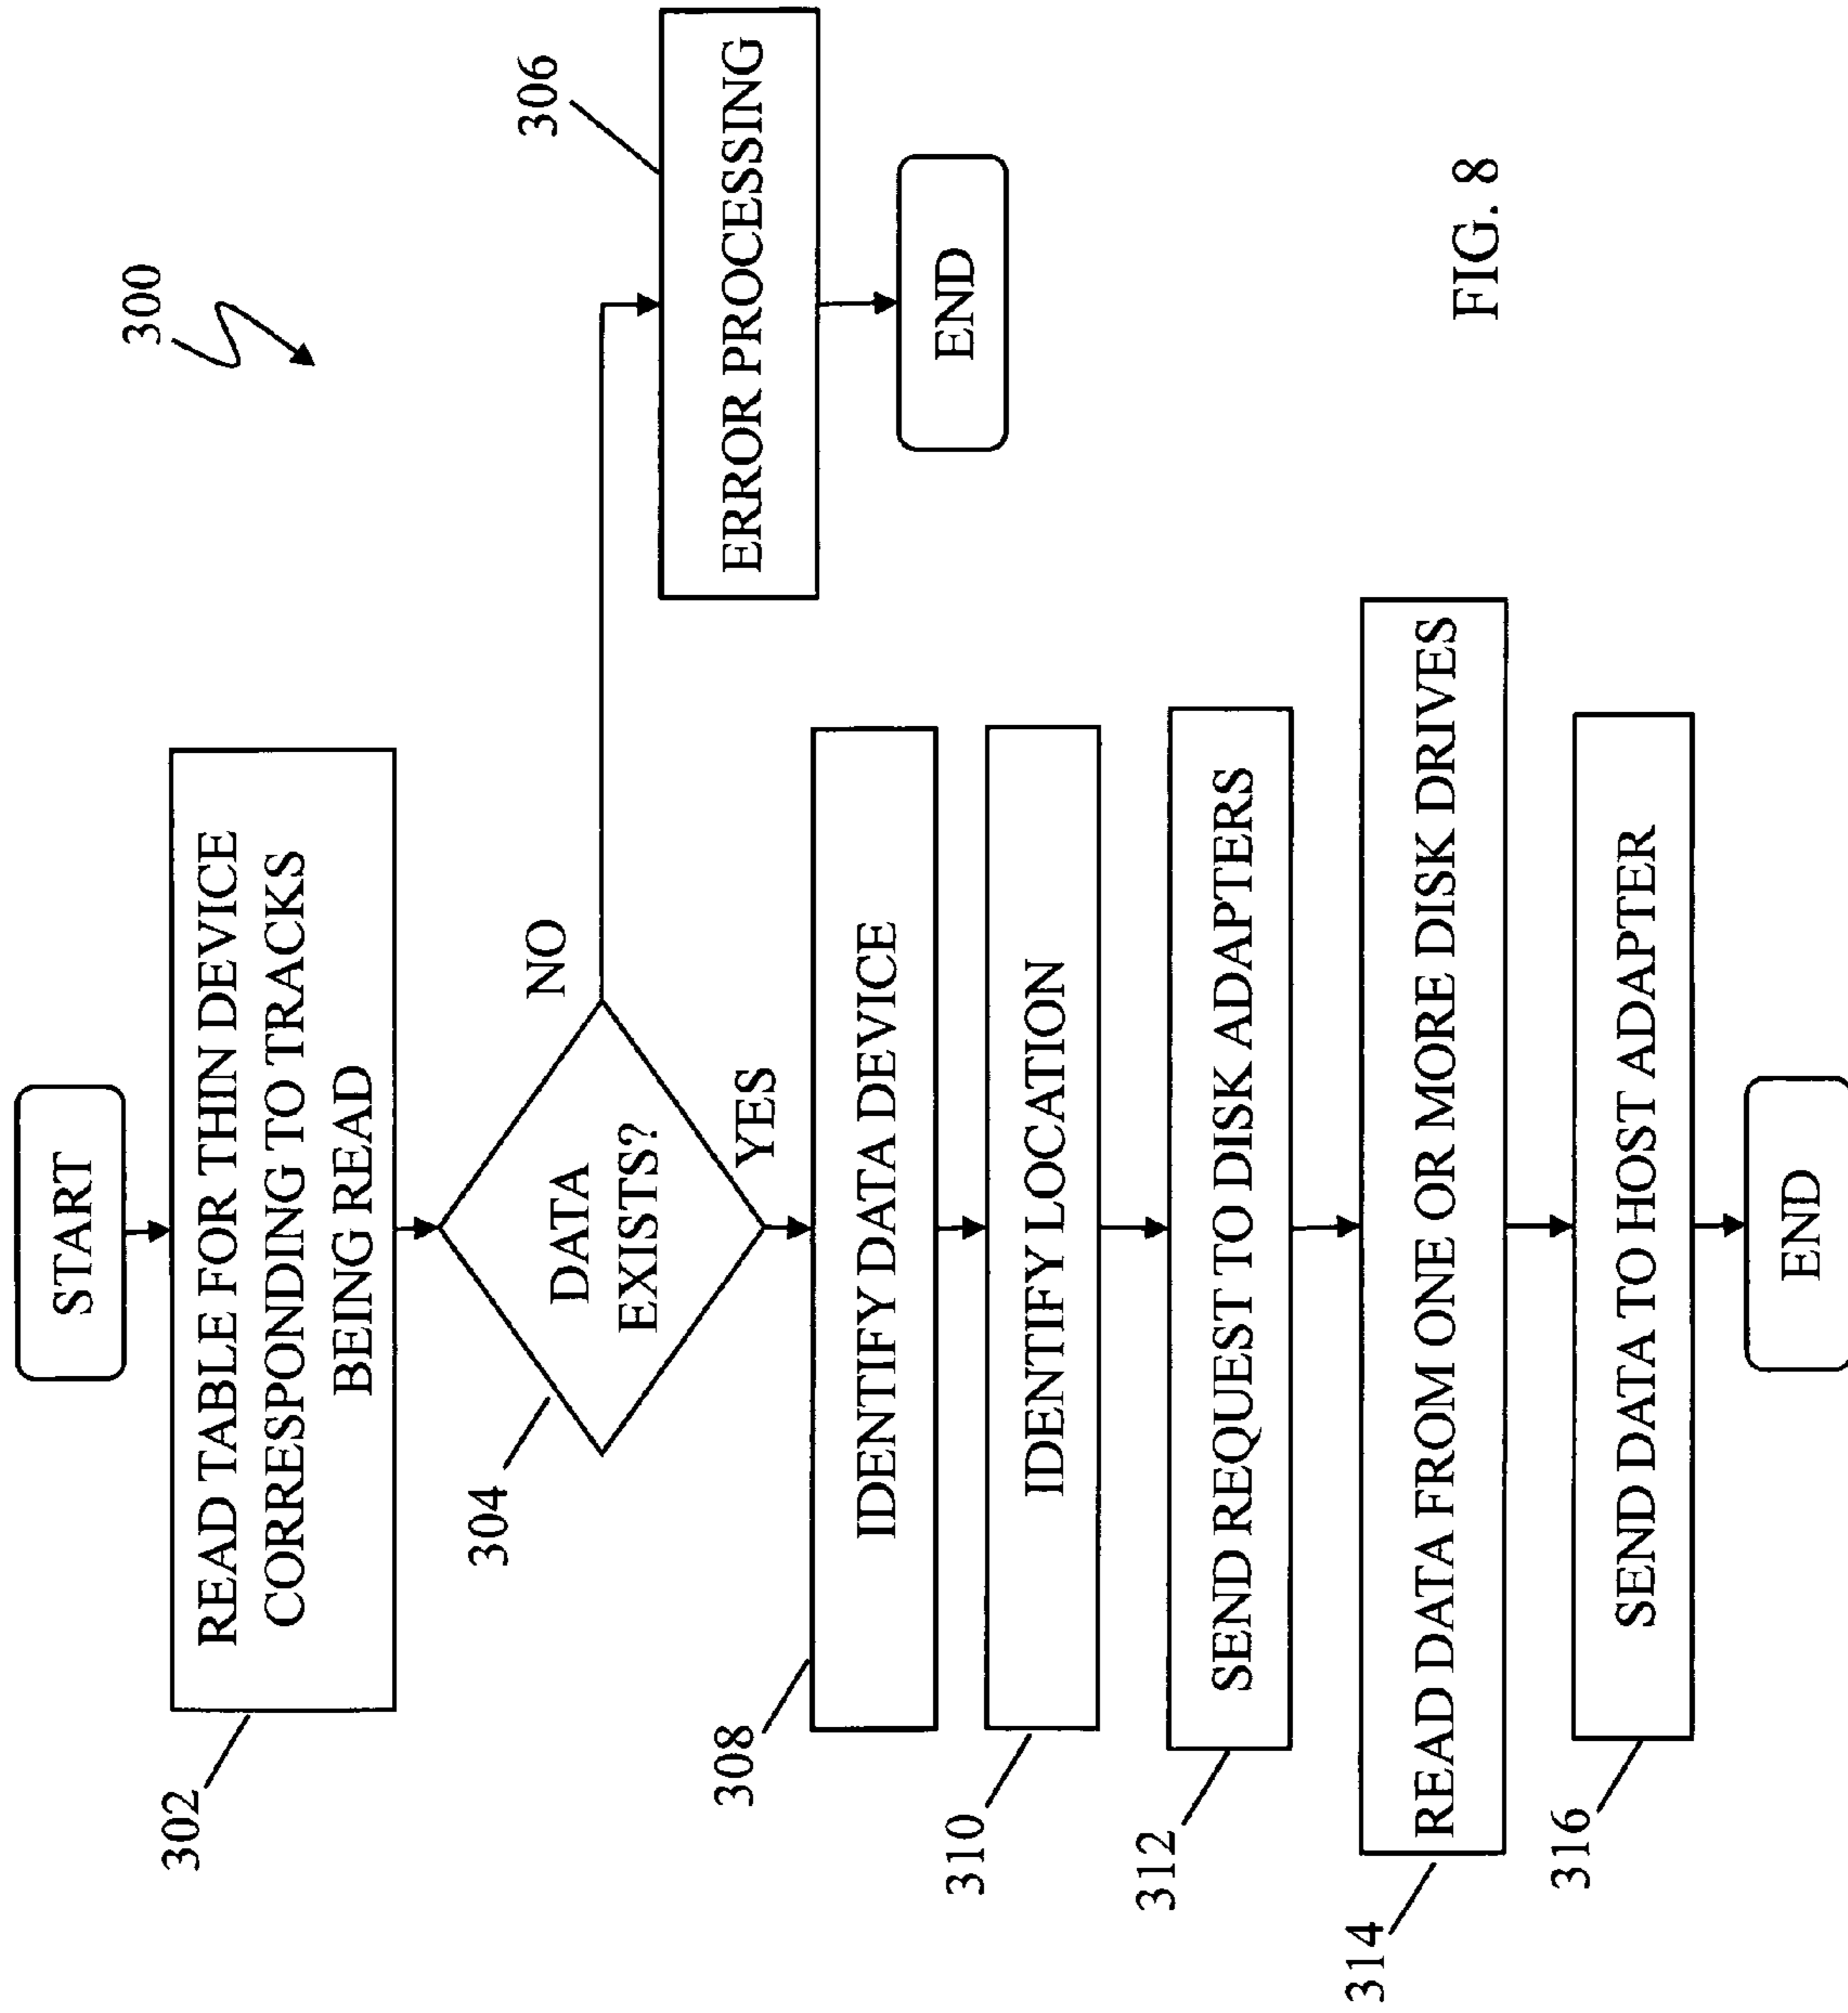 300
START
READ TABLE FOR THIN DEVICE
CORRESPONDING TO TRACKS
BEING READ
302
DATA
EXISTS?
304
NO
YES
ERROR PROCESSING
306
END
IDENTIFY DATA DEVICE
308
IDENTIFY LOCATION
310
SEND REQUEST TO DISK ADAPTERS
312
READ DATA FROM ONE OR MORE DISK DRIVES
314
SEND DATA TO HOST ADAPTER
316
END
FIG. 8